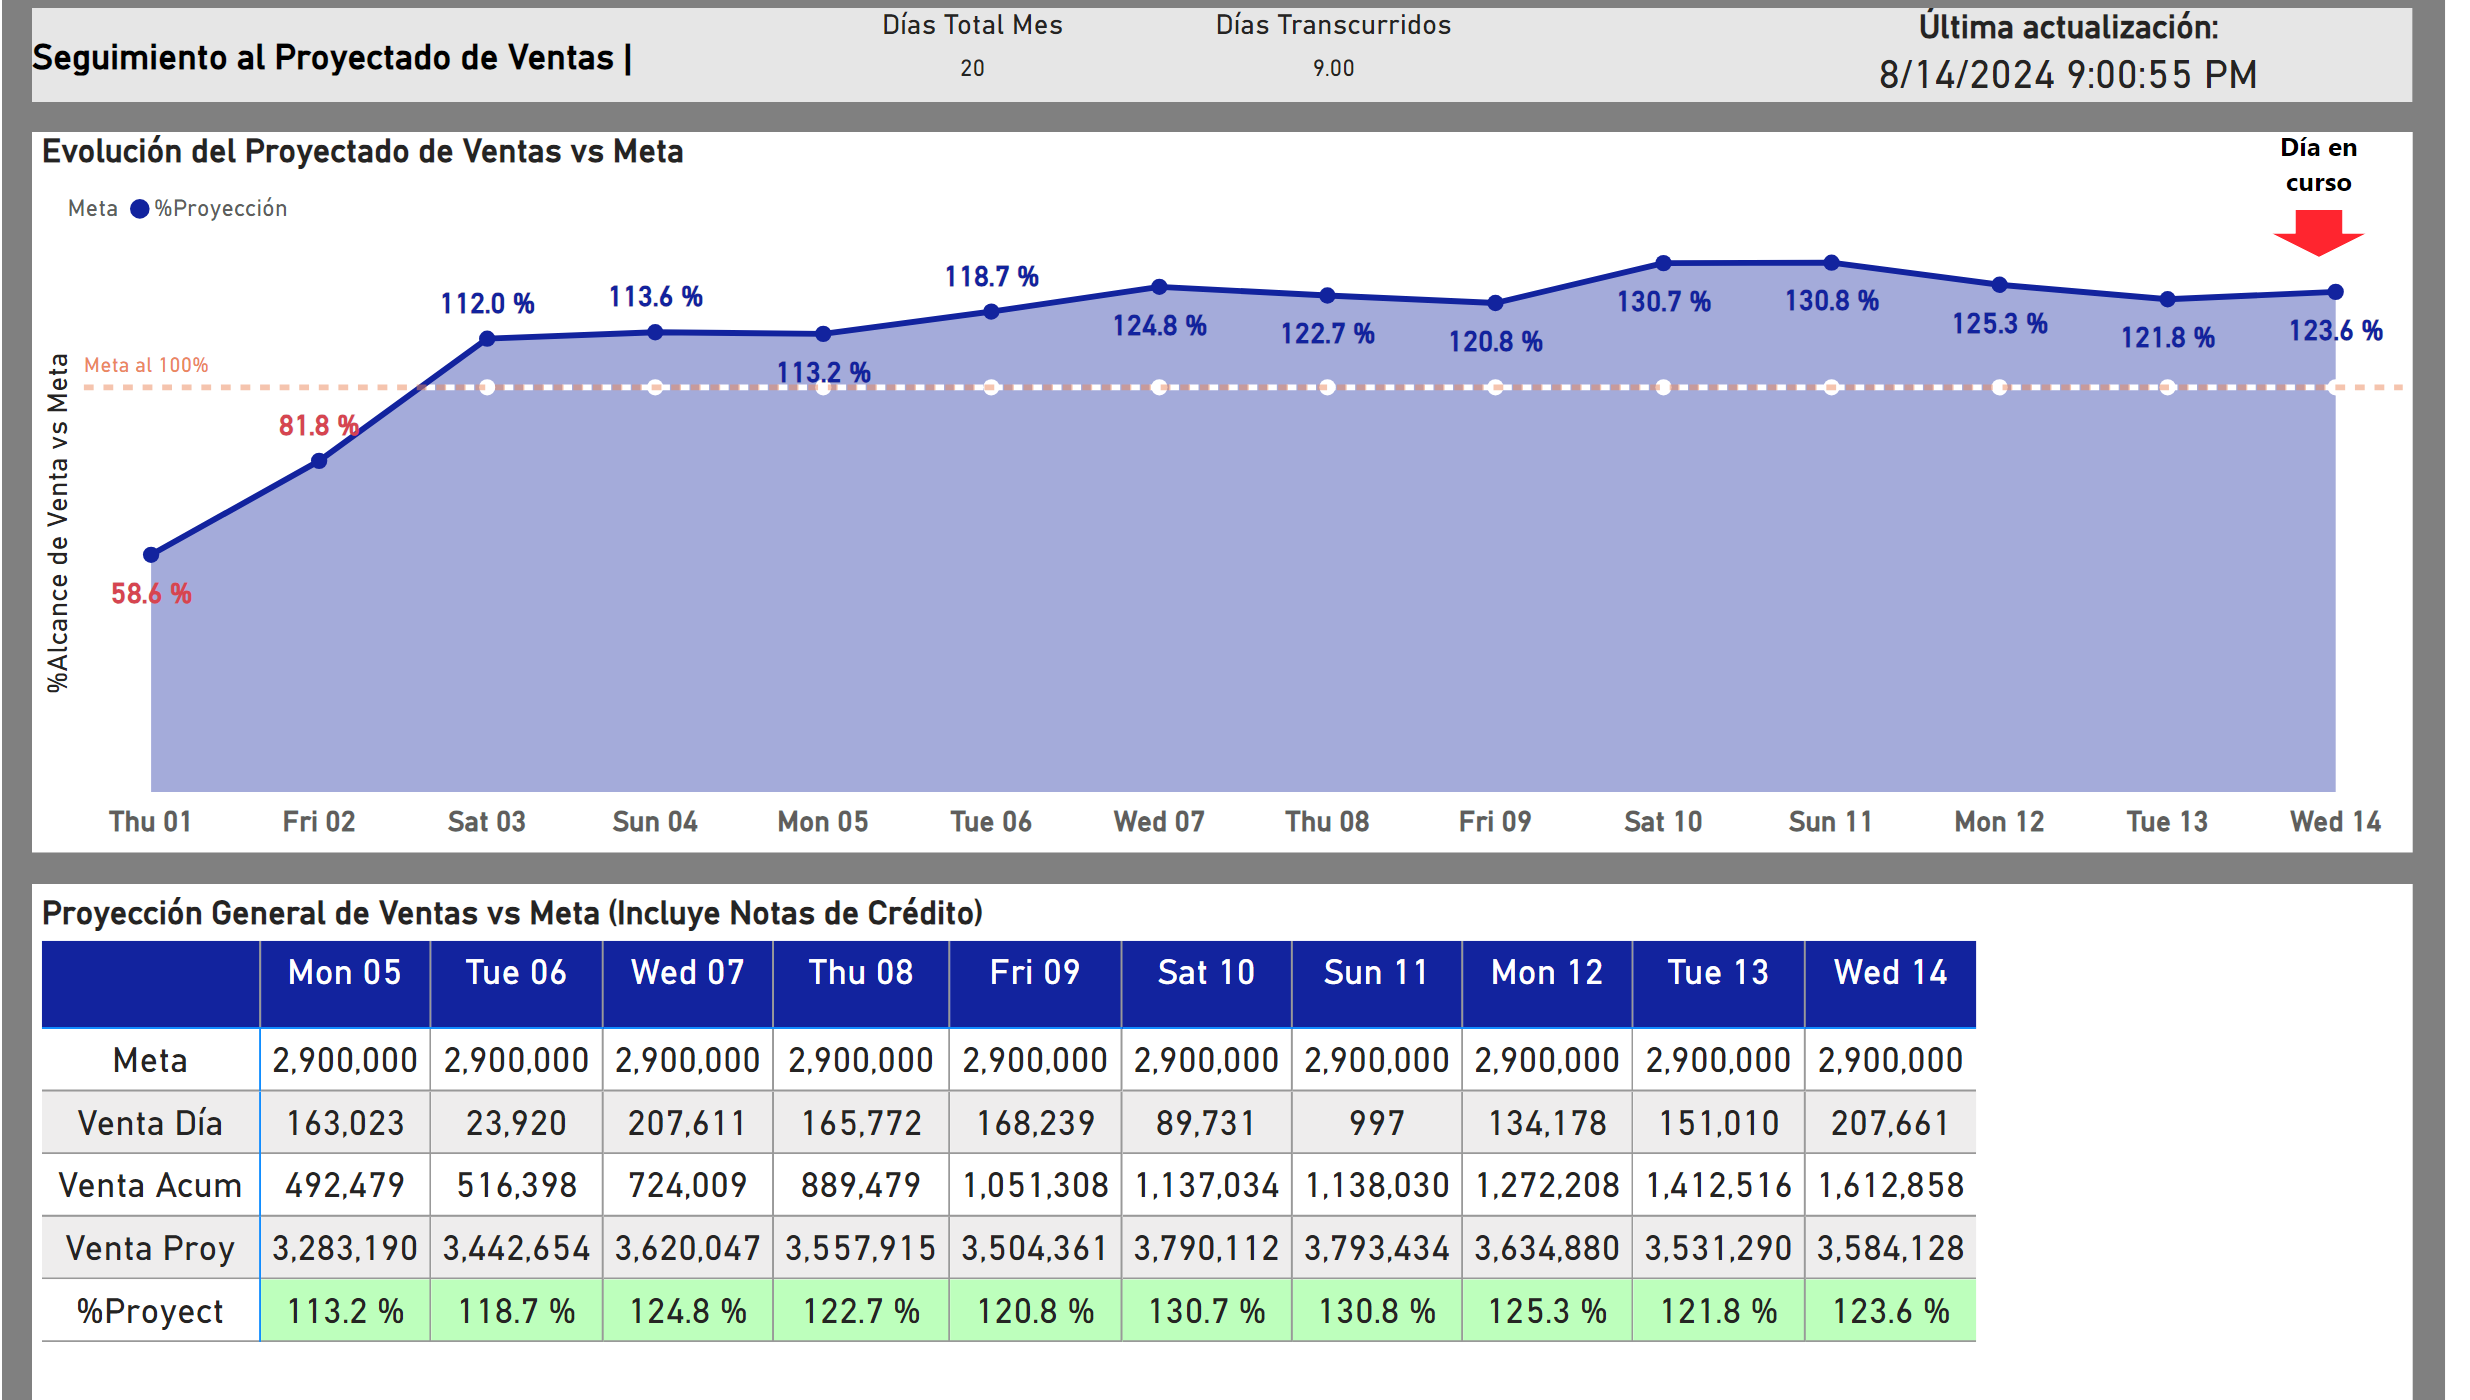 Seguimiento al Proyectado de Ventas |
Días Total Mes
20
Días Transcurridos
9.00
Última actualización:
8/14/2024 9:00:55 PM
Evolución del Proyectado de Ventas vs Meta
Día en
curso
Meta %Proyección
%Alcance de Venta vs Meta
Meta al 100%
58.6 %
81.8 %
112.0 %
113.6 %
113.2 %
118.7 %
124.8 %
122.7 %
120.8 %
130.7 %
130.8 %
125.3 %
121.8 %
123.6 %
Thu 01 Fri 02 Sat 03 Sun 04 Mon 05 Tue 06 Wed 07 Thu 08 Fri 09 Sat 10 Sun 11 Mon 12 Tue 13 Wed 14
Proyección General de Ventas vs Meta (Incluye Notas de Crédito)
Mon 05 Tue 06 Wed 07 Thu 08 Fri 09 Sat 10 Sun 11 Mon 12 Tue 13 Wed 14
Meta 2,900,000 2,900,000 2,900,000 2,900,000 2,900,000 2,900,000 2,900,000 2,900,000 2,900,000 2,900,000
Venta Día 163,023 23,920 207,611 165,772 168,239 89,731 997 134,178 151,010 207,661
Venta Acum 492,479 516,398 724,009 889,479 1,051,308 1,137,034 1,138,030 1,272,208 1,412,516 1,612,858
Venta Proy 3,283,190 3,442,654 3,620,047 3,557,915 3,504,361 3,790,112 3,793,434 3,634,880 3,531,290 3,584,128
%Proyect 113.2 % 118.7 % 124.8 % 122.7 % 120.8 % 130.7 % 130.8 % 125.3 % 121.8 % 123.6 %